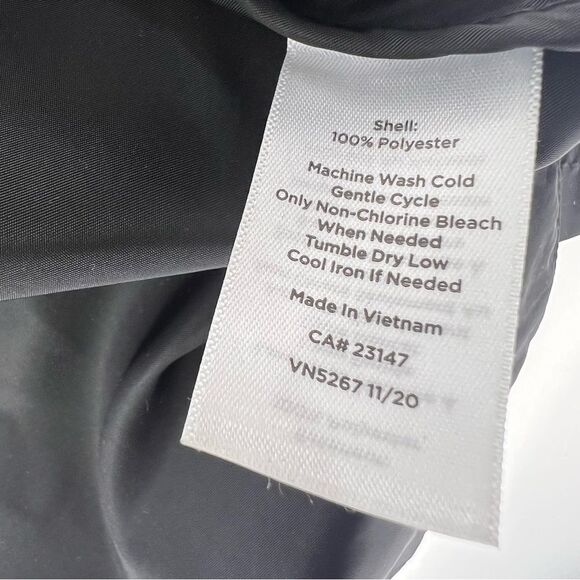 Shell:
100% Polyester
Machine Wash Cold
Gentle Cycle
Only Non-Chlorine Bleach
When Needed
Tumble Dry Low
Cool Iron If Needed
Made In Vietnam
CA# 23147
VN5267 11/20